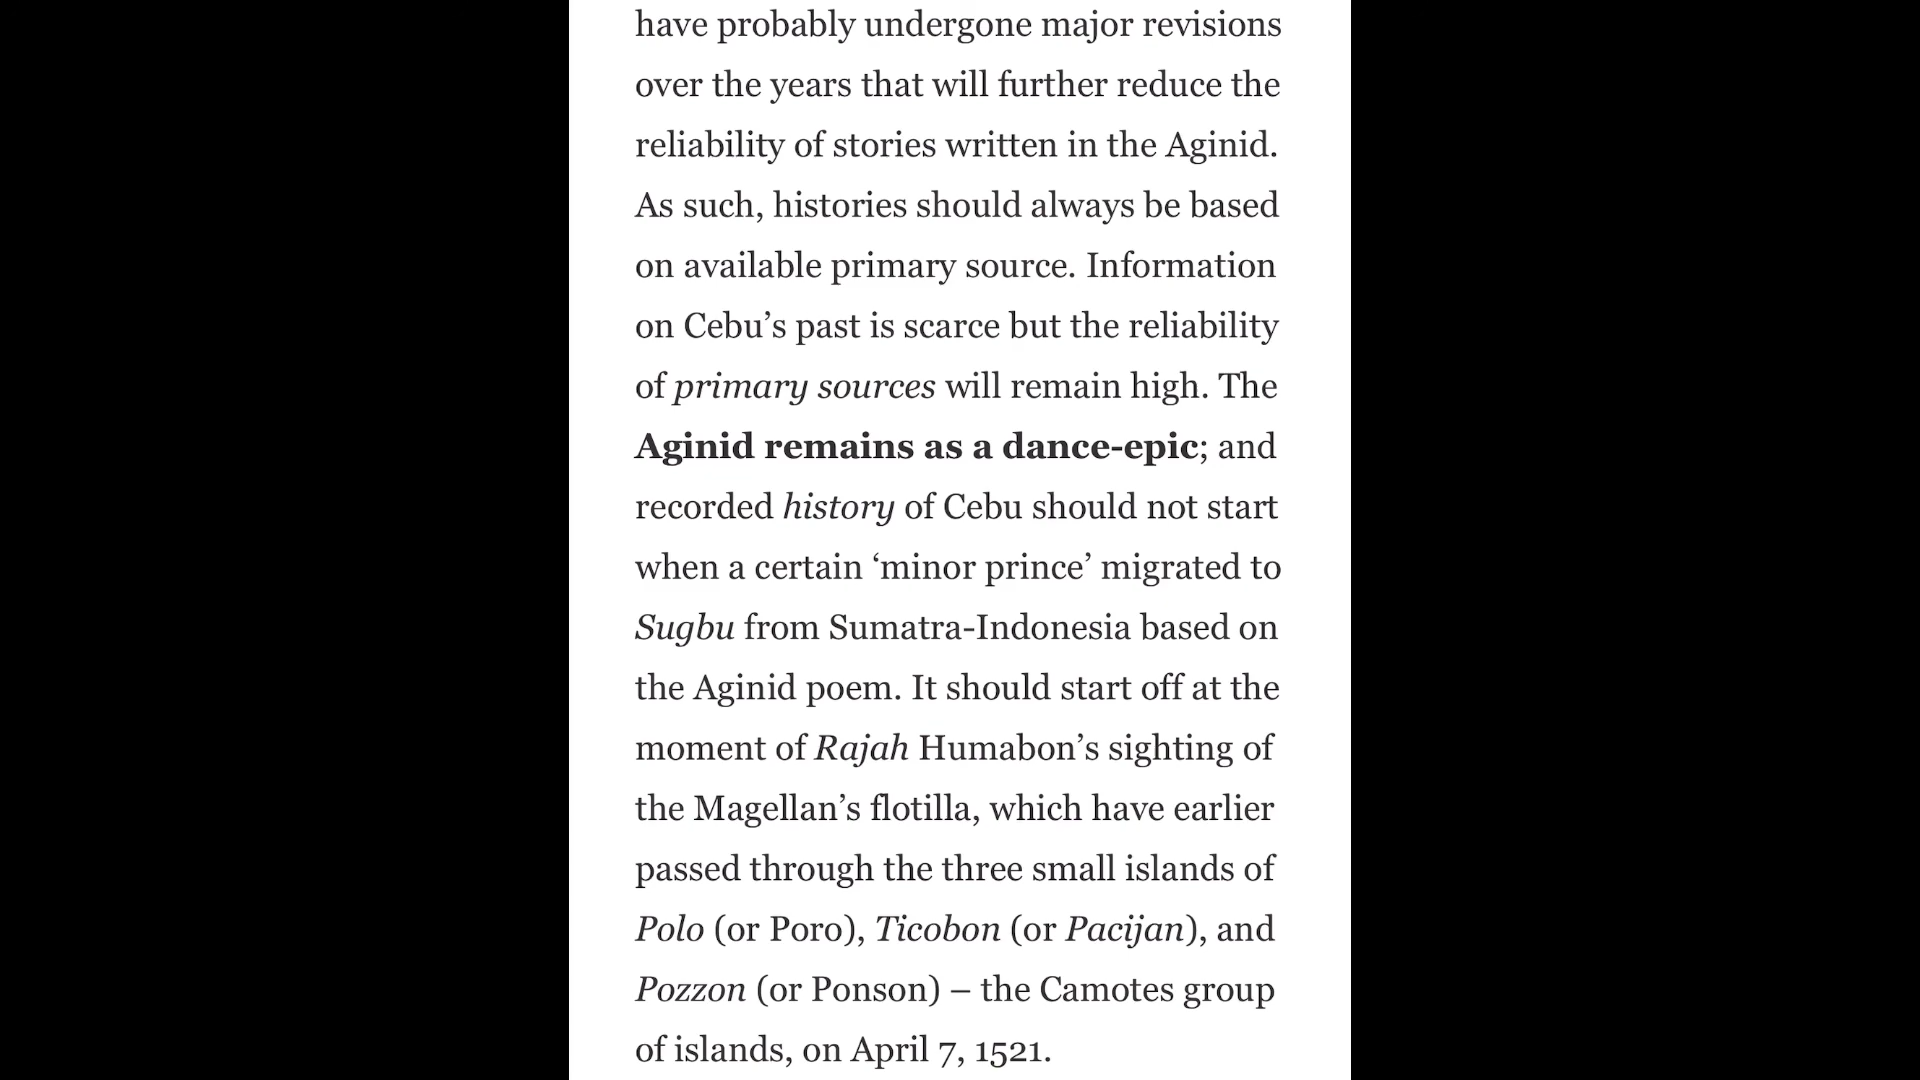 have probably undergone major revisions
over the years that will further reduce the
reliability of stories written in the Aginid.
As such, histories should always be based
on available primary source. Information
on Cebu’s past is scarce but the reliability
of primary sources will remain high. The
Aginid remains as a dance-epic; and
recorded history of Cebu should not start
when a certain ‘minor prince’ migrated to
Sugbu from Sumatra-Indonesia based on
the Aginid poem. It should start off at the
moment of Rajah Humabon’s sighting of
the Magellan’s flotilla, which have earlier
passed through the three small islands of
Polo (or Poro), Ticobon (or Pacijan), and
Pozzon (or Ponson) – the Camotes group
of islands, on April 7, 1521.